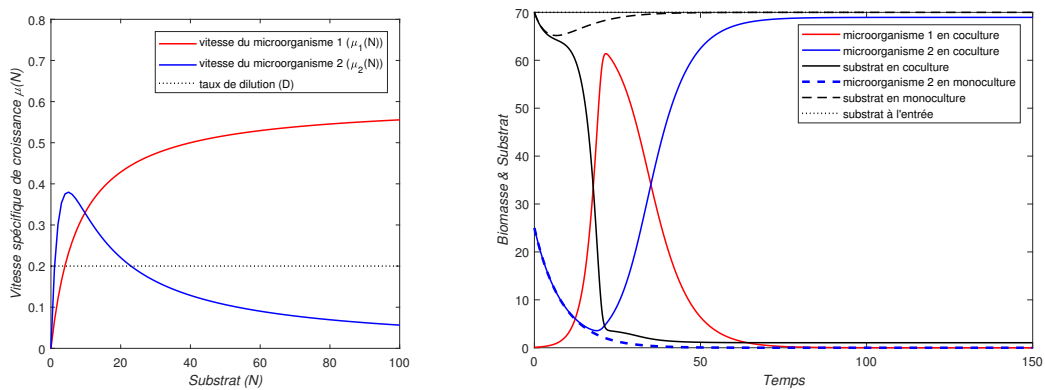 0.8
0.7
0.6
0.5
0.4
0.3
0.2
0.1
0
Vitesse spécifique de croissance μ(N)
vitesse du microorganisme 1 (μ₁(N))
vitesse du microorganisme 2 (μ₂(N))
taux de dilution (D)
0 20 40 60 80 100
Substrat (N)
70
60
50
40
30
20
10
0
Biomasse & Substrat
microorganisme 1 en coculture
microorganisme 2 en coculture
substrat en coculture
microorganisme 2 en monoculture
substrat en monoculture
substrat à l'entrée
0 50 100 150
Temps